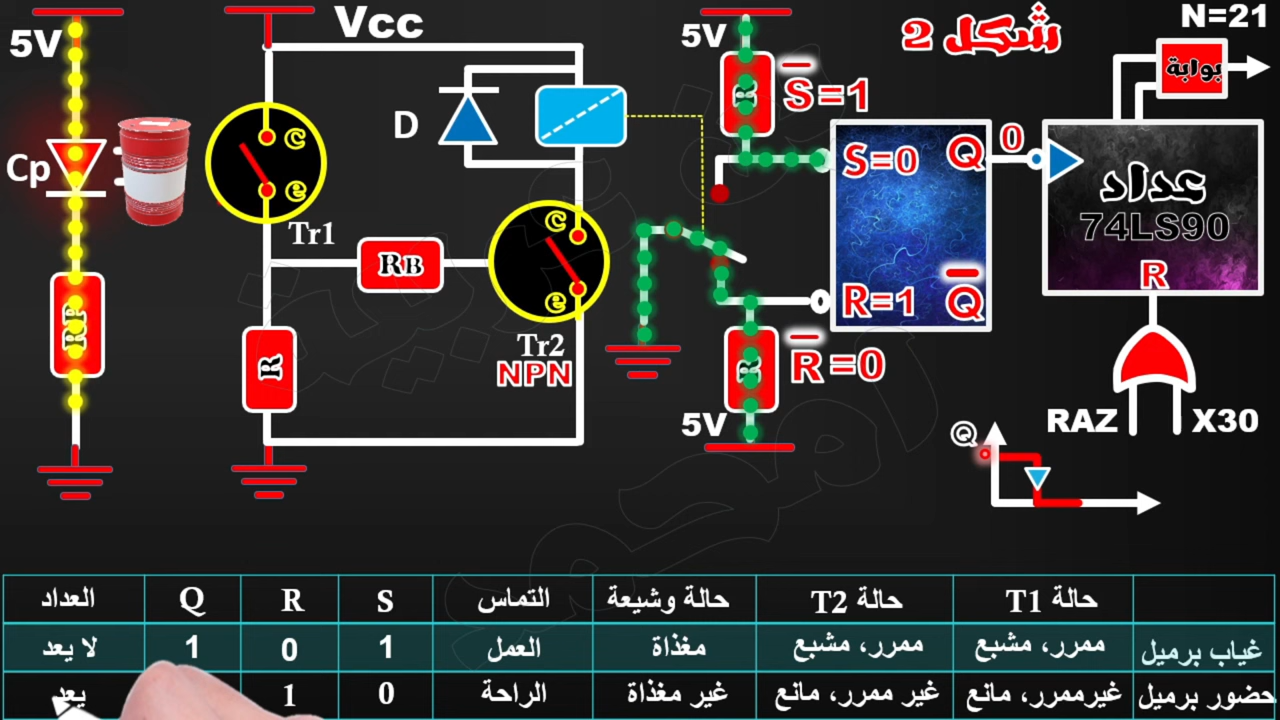 5V
Cp
RP
Vcc
C
e
Tr1
R
RB
D
C
e
Tr2
NPN
5V
R
S̅=1
R
R̅=0
5V
S=0
Q
R=1
Q̅
0
شكل 2
N=21
بوابة
عداد
74LS90
R
RAZ
X30
Q
حالة T1
حالة T2
حالة وشيعة
التماس
S
R
Q
العداد
غياب برميل
ممرر، مشبع
ممرر، مشبع
مغذاة
العمل
1
0
1
لا يعد
حضور برميل
غيرممرر، مانع
غير ممرر، مانع
غير مغذاة
الراحة
0
1
يعد